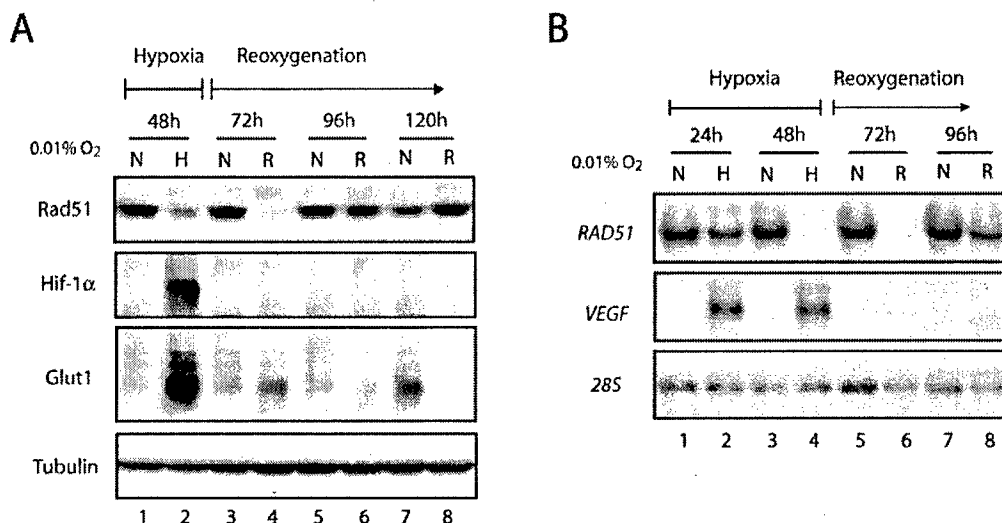 A
Hypoxia Reoxygenation
48h 72h 96h 120h
0.01% O₂ N H N R N R N R
Rad51
Hif-1α
Glut1
Tubulin
1 2 3 4 5 6 7 8
B
Hypoxia Reoxygenation
24h 48h 72h 96h
0.01% O₂ N H N H N R N R
RAD51
VEGF
28S
1 2 3 4 5 6 7 8